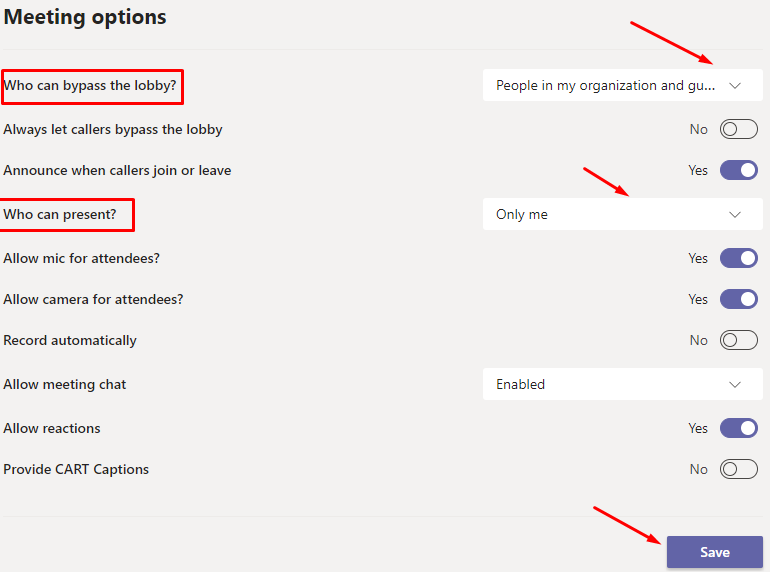 Meeting options
Who can bypass the lobby? People in my organization and gu...
Always let callers bypass the lobby No
Announce when callers join or leave Yes
Who can present? Only me
Allow mic for attendees? Yes
Allow camera for attendees? Yes
Record automatically No
Allow meeting chat Enabled
Allow reactions Yes
Provide CART Captions No
Save